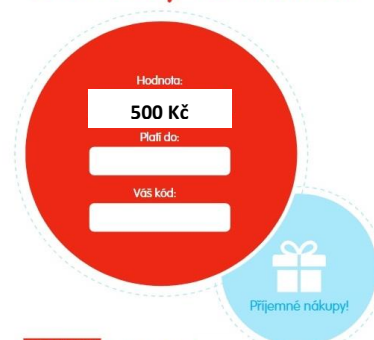 Hodnota:
500 Kč
Platí do:
Váš kód:
Příjemné nákupy!